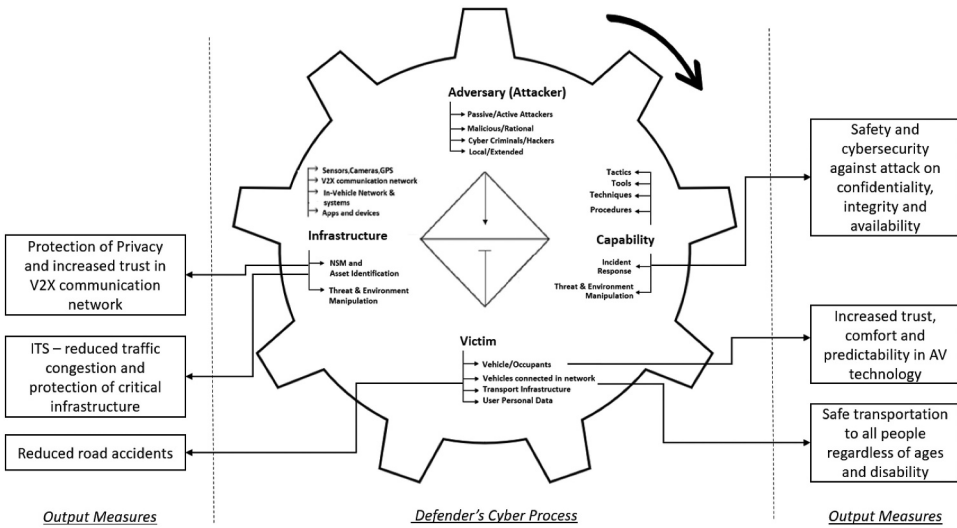 Adversary (Attacker)
Passive/Active Attackers
Malicious/Rational
Cyber Criminals/Hackers
Local/Extended
Sensors,Cameras,GPS
V2X communication network
In-Vehicle Network &
systems
Apps and devices
Infrastructure
NSM and
Asset Identification
Threat & Environment
Manipulation
Tactics
Tools
Techniques
Procedures
Capability
Incident
Response
Threat & Environment
Manipulation
Victim
Vehicle/Occupants
Vehicles connected in network
Transport Infrastructure
User Personal Data
Protection of Privacy
and increased trust in
V2X communication
network
ITS – reduced traffic
congestion and
protection of critical
infrastructure
Reduced road accidents
Safety and
cybersecurity
against attack on
confidentiality,
integrity and
availability
Increased trust,
comfort and
predictability in AV
technology
Safe transportation
to all people
regardless of ages
and disability
Output Measures
Defender's Cyber Process
Output Measures